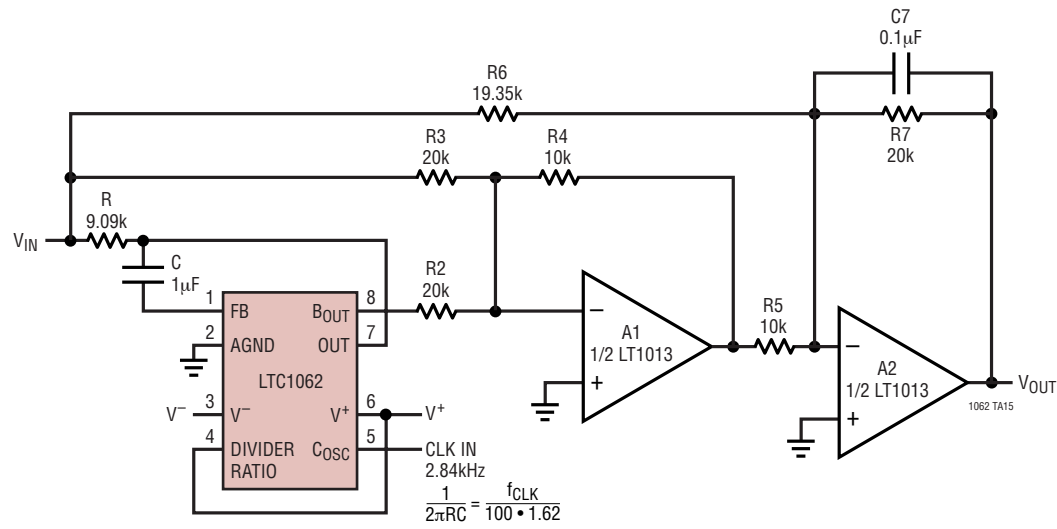 C7
0.1µF
R6
19.35k
R7
20k
R3
20k
R4
10k
R
9.09k
VIN
C
1µF
R2
20k
1
FB
BOUT
8
2
AGND
OUT
7
LTC1062
V−
3
V−
V+
6
V+
4
DIVIDER
RATIO
COSC
5
CLK IN
2.84kHz
1/2πRC = fCLK/100 • 1.62
−
A1
1/2 LT1013
+
R5
10k
−
A2
1/2 LT1013
+
VOUT
1062 TA15